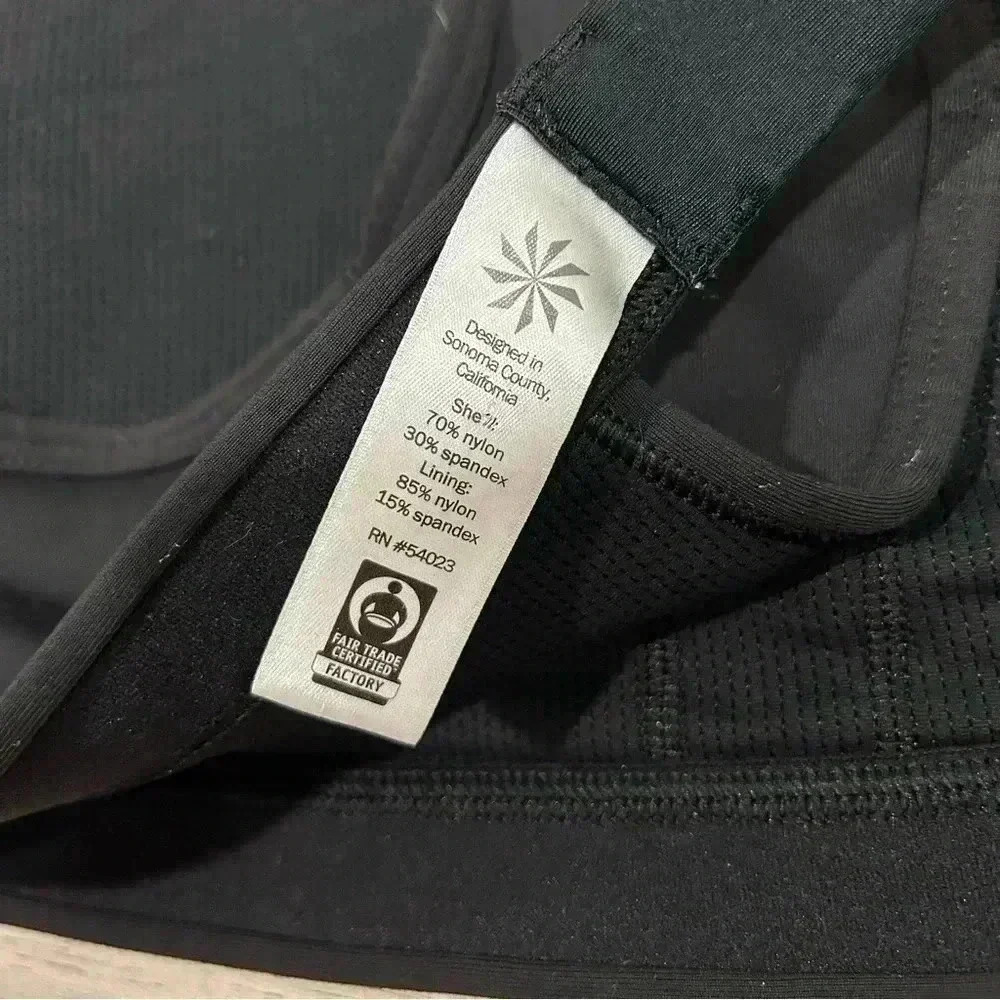 Designed in
Sonoma County,
California
Shell:
70% nylon
30% spandex
Lining:
85% nylon
15% spandex
RN #54023
FAIR TRADE
CERTIFIED
FACTORY